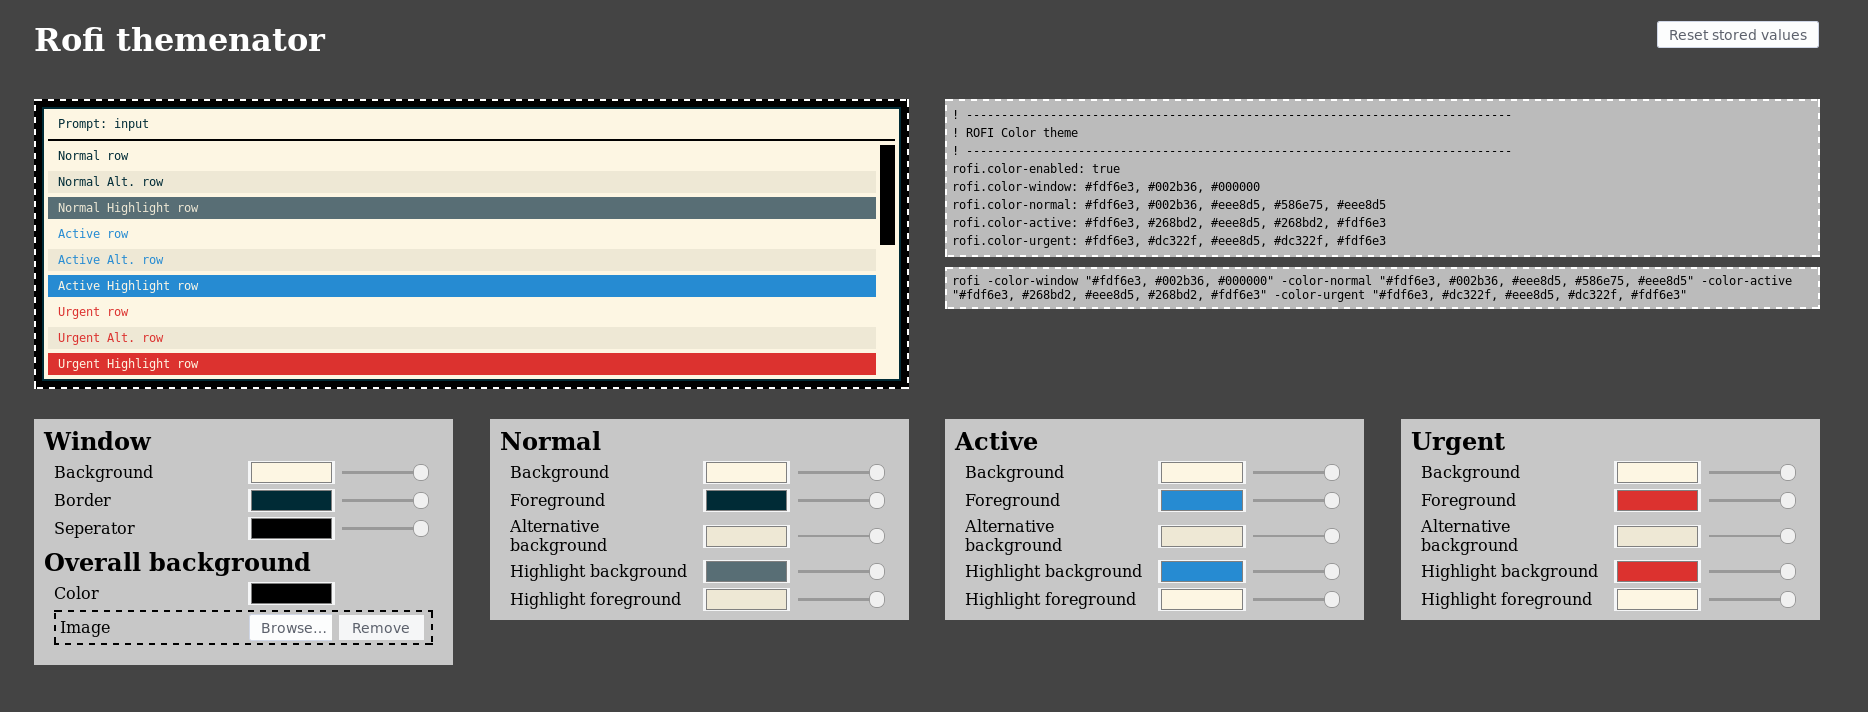 Rofi themenator
Reset stored values
Prompt: input
Normal row
Normal Alt. row
Normal Highlight row
Active row
Active Alt. row
Active Highlight row
Urgent row
Urgent Alt. row
Urgent Highlight row
! ------------------------------------------------------------------------------
! ROFI Color theme
! ------------------------------------------------------------------------------
rofi.color-enabled: true
rofi.color-window: #fdf6e3, #002b36, #000000
rofi.color-normal: #fdf6e3, #002b36, #eee8d5, #586e75, #eee8d5
rofi.color-active: #fdf6e3, #268bd2, #eee8d5, #268bd2, #fdf6e3
rofi.color-urgent: #fdf6e3, #dc322f, #eee8d5, #dc322f, #fdf6e3
rofi -color-window "#fdf6e3, #002b36, #000000" -color-normal "#fdf6e3, #002b36, #eee8d5, #586e75, #eee8d5" -color-active
"#fdf6e3, #268bd2, #eee8d5, #268bd2, #fdf6e3" -color-urgent "#fdf6e3, #dc322f, #eee8d5, #dc322f, #fdf6e3"
Window
Background
Border
Seperator
Overall background
Color
Image
Browse...
Remove
Normal
Background
Foreground
Alternative
background
Highlight background
Highlight foreground
Active
Background
Foreground
Alternative
background
Highlight background
Highlight foreground
Urgent
Background
Foreground
Alternative
background
Highlight background
Highlight foreground